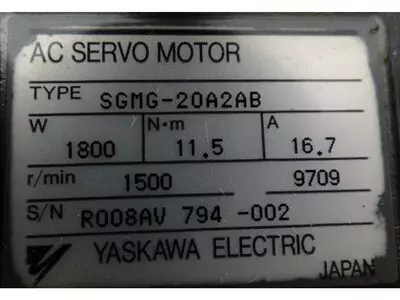 AC SERVO MOTOR
TYPE SGMG-20A2AB
W N·m A
1800 11.5 16.7
r/min 1500 9709
S/N R008AV 794 -002
YASKAWA ELECTRIC
JAPAN